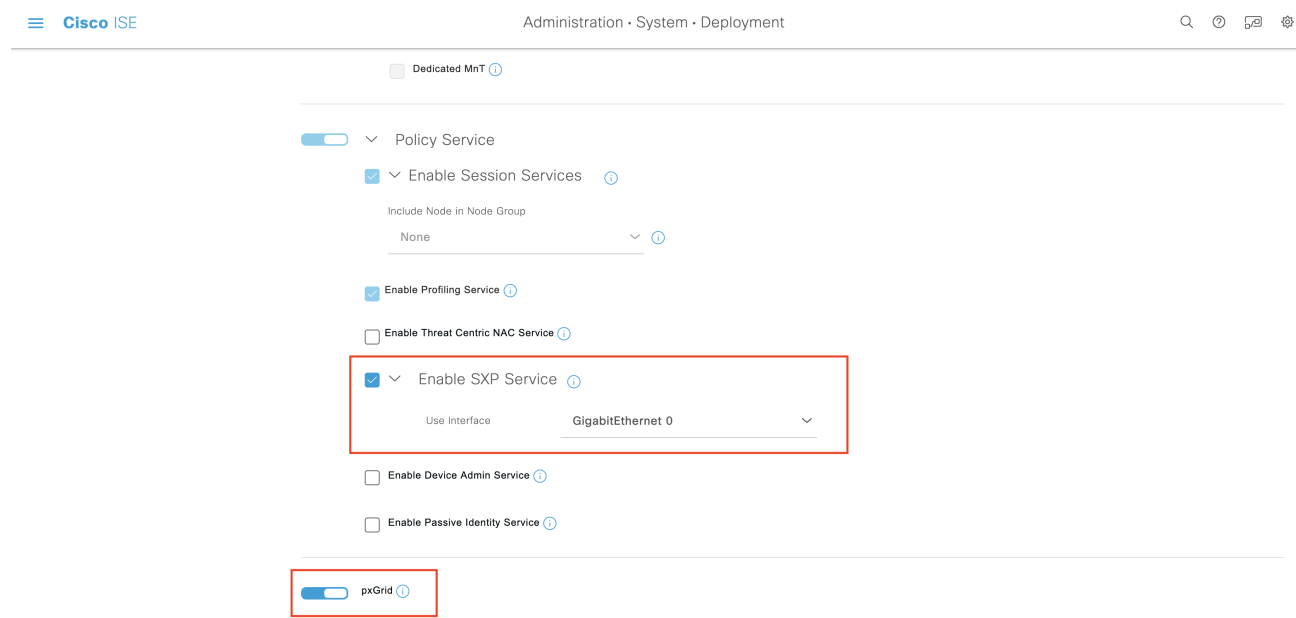 Cisco ISE
Administration · System · Deployment
Dedicated MnT
Policy Service
Enable Session Services
Include Node in Node Group
None
Enable Profiling Service
Enable Threat Centric NAC Service
Enable SXP Service
Use Interface GigabitEthernet 0
Enable Device Admin Service
Enable Passive Identity Service
pxGrid